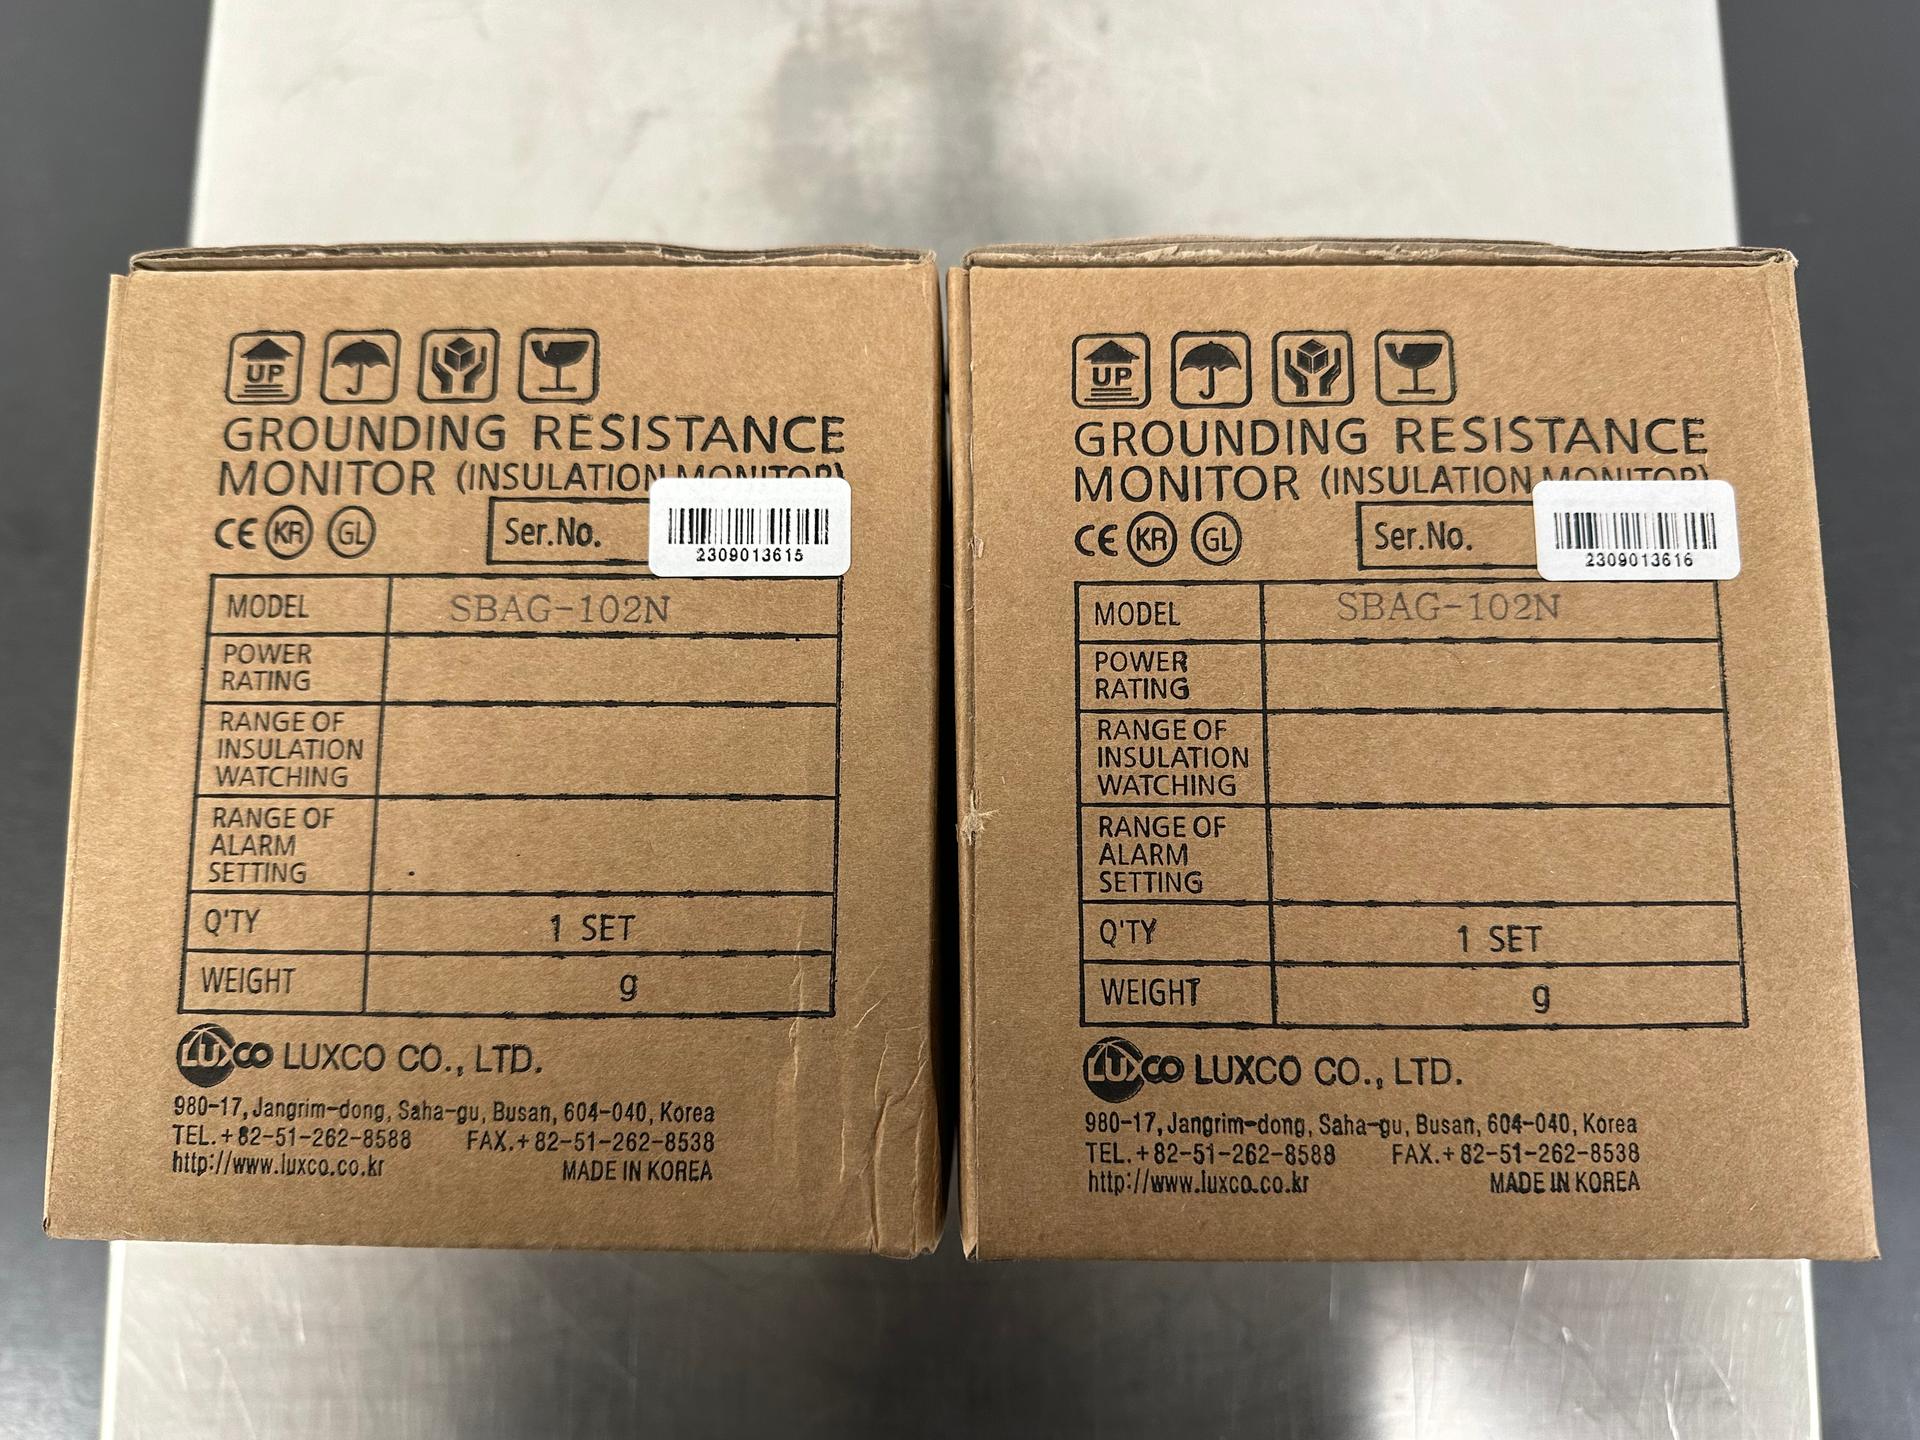 UP
GROUNDING RESISTANCE
MONITOR (INSULATION MONITOR)
CE KR GL
Ser.No.
2309013615
MODEL SBAG-102N
POWER
RATING
RANGE OF
INSULATION
WATCHING
RANGE OF
ALARM
SETTING
Q'TY 1 SET
WEIGHT g
LUXCO LUXCO CO., LTD.
980-17, Jangrim-dong, Saha-gu, Busan, 604-040, Korea
TEL.+82-51-262-8588 FAX.+82-51-262-8538
http://www.luxco.co.kr MADE IN KOREA
UP
GROUNDING RESISTANCE
MONITOR (INSULATION MONITOR)
CE KR GL
Ser.No.
2309013616
MODEL SBAG-102N
POWER
RATING
RANGE OF
INSULATION
WATCHING
RANGE OF
ALARM
SETTING
Q'TY 1 SET
WEIGHT g
LUXCO LUXCO CO., LTD.
980-17, Jangrim-dong, Saha-gu, Busan, 604-040, Korea
TEL.+82-51-262-8588 FAX.+82-51-262-8538
http://www.luxco.co.kr MADE IN KOREA